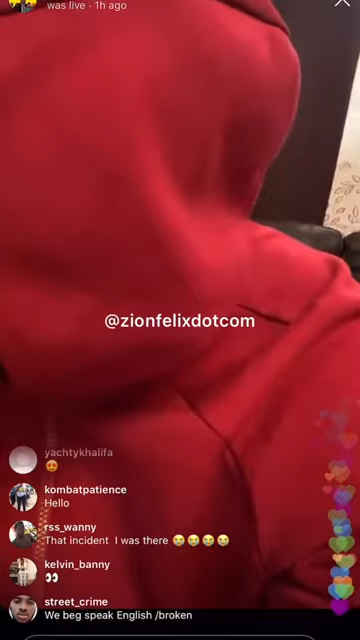 was live · 1h ago
@zionfelixdotcom
yachtykhalifa
😍
kombatpatience
Hello
rss_wanny
That incident  I was there 😭😭😭😭
kelvin_banny
👀
street_crime
We beg speak English /broken